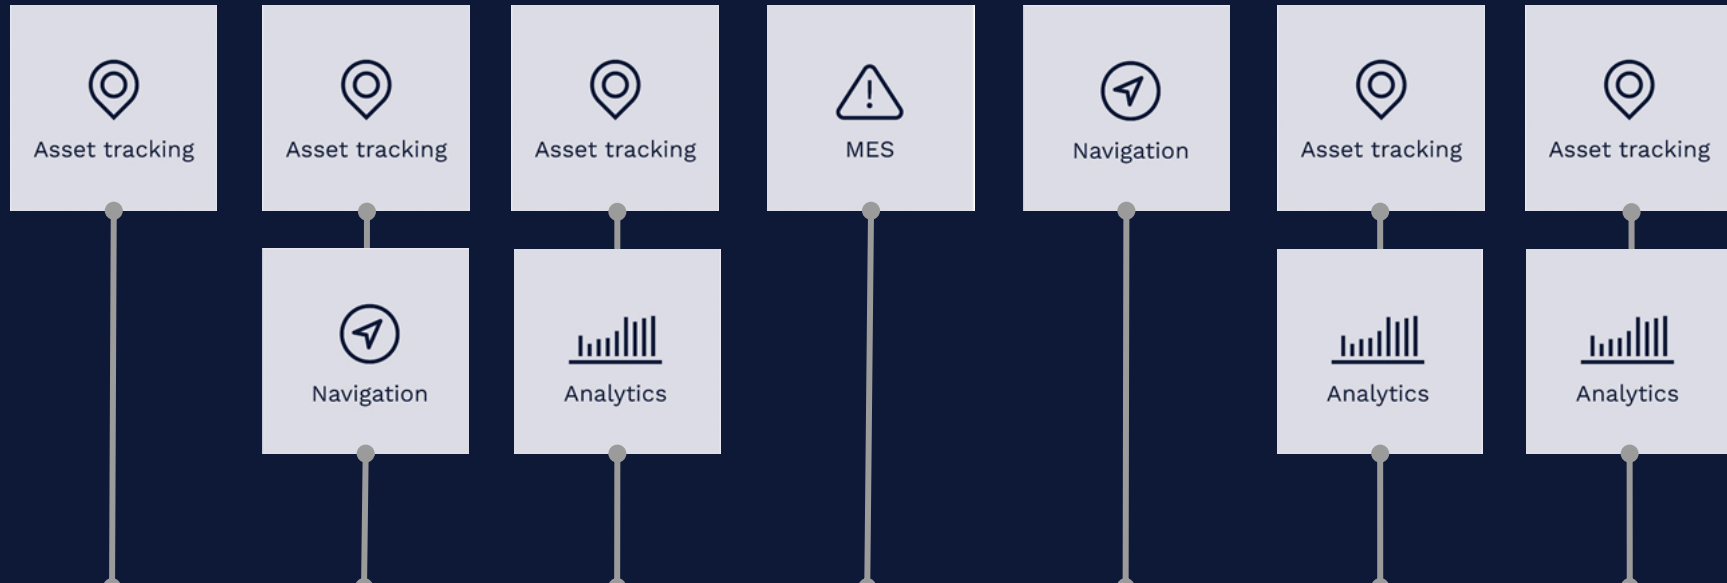 Asset tracking
Asset tracking
Asset tracking
MES
Navigation
Asset tracking
Asset tracking
Navigation
Analytics
Analytics
Analytics